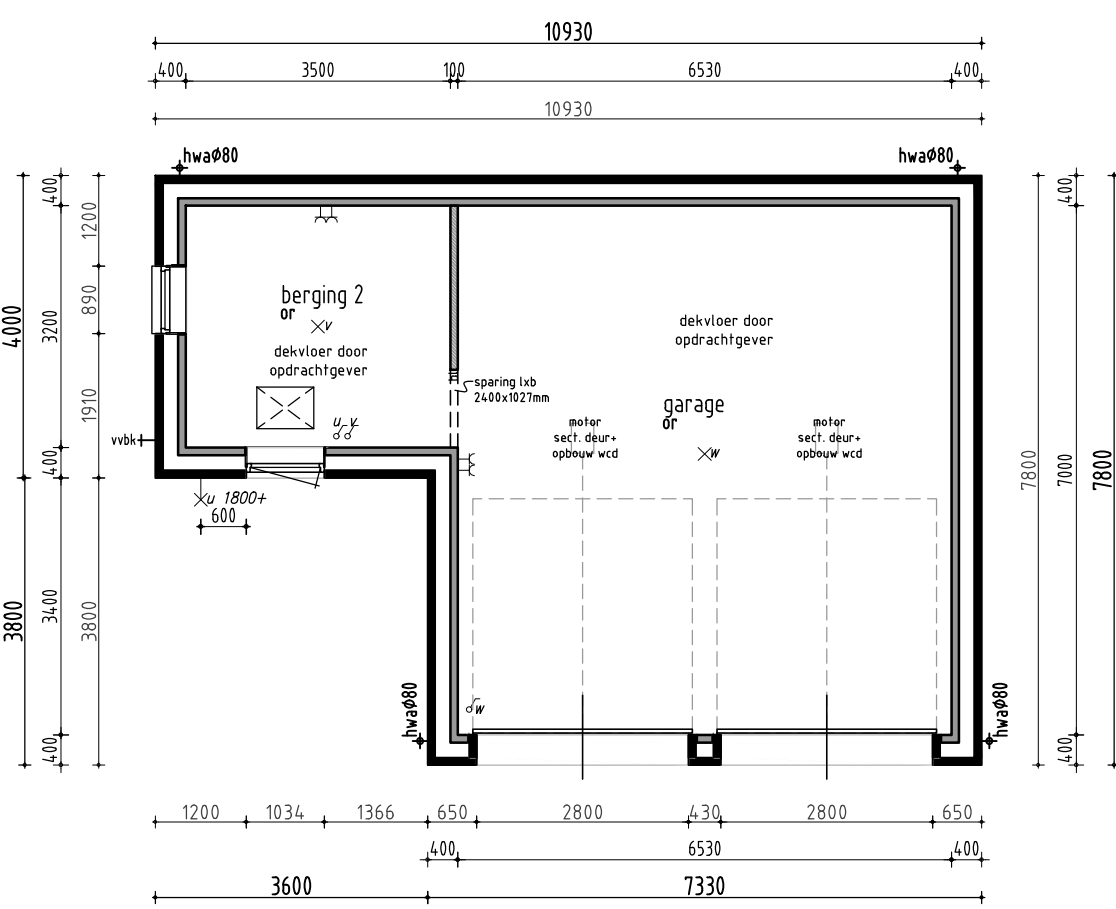 10930
400 3500 100 6530 400
10930
hwaØ80 hwaØ80
400 1200 400
4000 3200 890
berging 2
or
v
dekvloer door
opdrachtgever
dekvloer door
opdrachtgever
sparing lxb
2400x1027mm
garage
or
w
motor
sect. deur+
opbouw wcd
motor
sect. deur+
opbouw wcd
1910
u v
vvbk
400
7800 7000 7800
u 1800+
600
3800 3400 3800
hwaØ80
w
hwaØ80
400 400
1200 1034 1366 650 2800 430 2800 650
400 6530 400
3600 7330